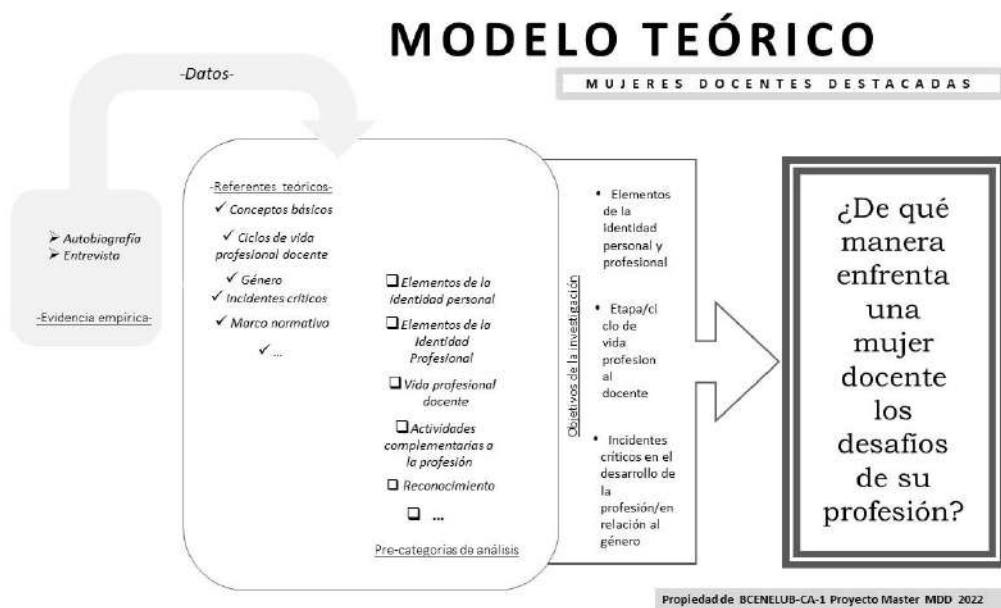 MODELO TEÓRICO
MUJERES DOCENTES DESTACADAS
-Datos-
➢ Autobiografía
➢ Entrevista
-Evidencia empírica-
-Referentes teóricos-
✓ Conceptos básicos
✓ Ciclos de vida
profesional docente
✓ Género
✓ Incidentes críticos
✓ Marco normativo
✓ ...
❑ Elementos de la
identidad personal
❑ Elementos de la
Identidad
Profesional
❑ Vida profesional
docente
❑ Actividades
complementarias a
la profesión
❑ Reconocimiento
❑ ...
Pre-categorías de análisis
Objetivos de la investigación
• Elementos
de la
identidad
personal y
profesional
• Etapa/ci
clo de
vida
profesion
al
docente
• Incidentes
críticos en el
desarrollo de
la
profesión/en
relación al
género
¿De qué
manera
enfrenta
una
mujer
docente
los
desafíos
de su
profesión?
Propiedad de BCENELUB-CA-1 Proyecto Master MDD 2022